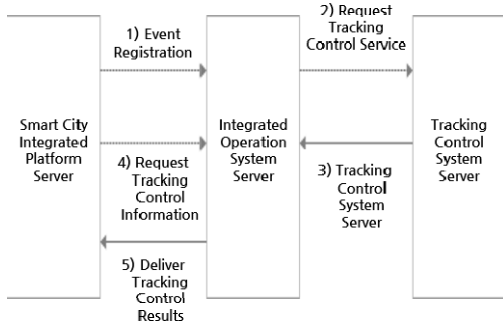 1) Event
Registration
2) Request
Tracking
Control Service
Smart City
Integrated
Platform
Server
Integrated
Operation
System
Server
Tracking
Control
System
Server
4) Request
Tracking
Control
Information
3) Tracking
Control
System
Server
5) Deliver
Tracking
Control
Results